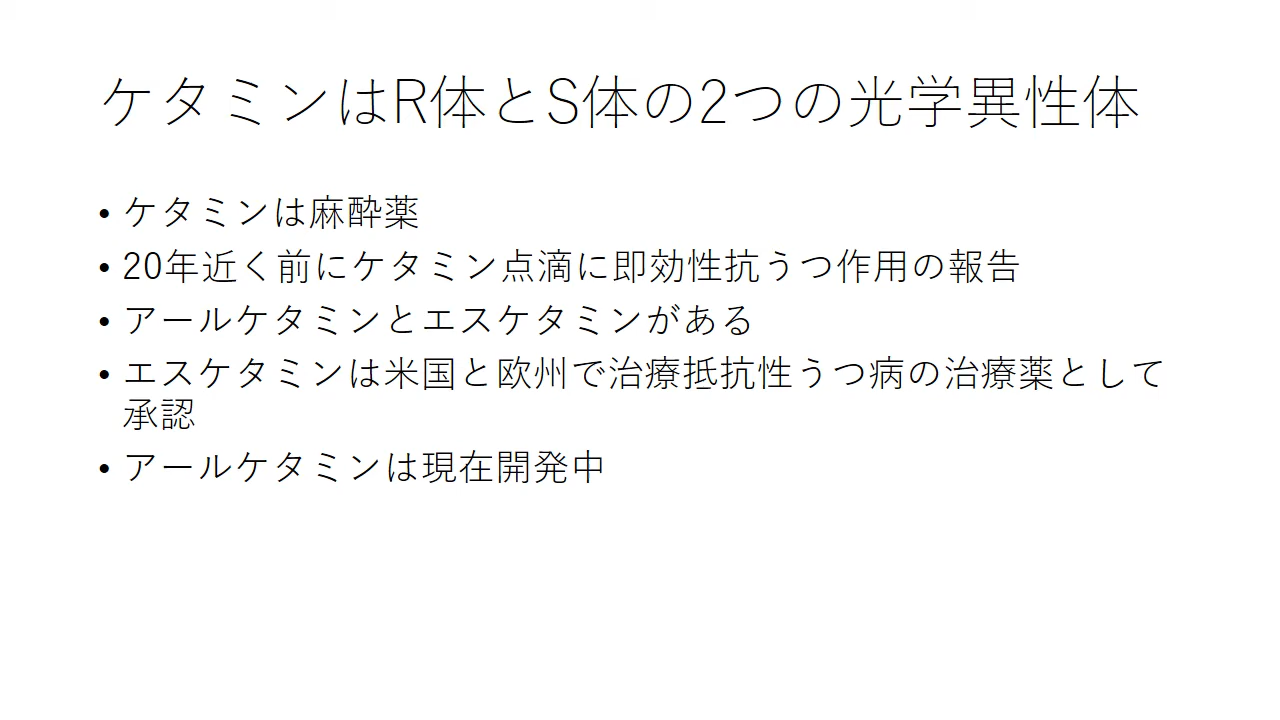 ケタミンはR体とS体の2つの光学異性体
• ケタミンは麻酔薬
• 20年近く前にケタミン点滴に即効性抗うつ作用の報告
• アールケタミンとエスケタミンがある
• エスケタミンは米国と欧州で治療抵抗性うつ病の治療薬として
承認
• アールケタミンは現在開発中